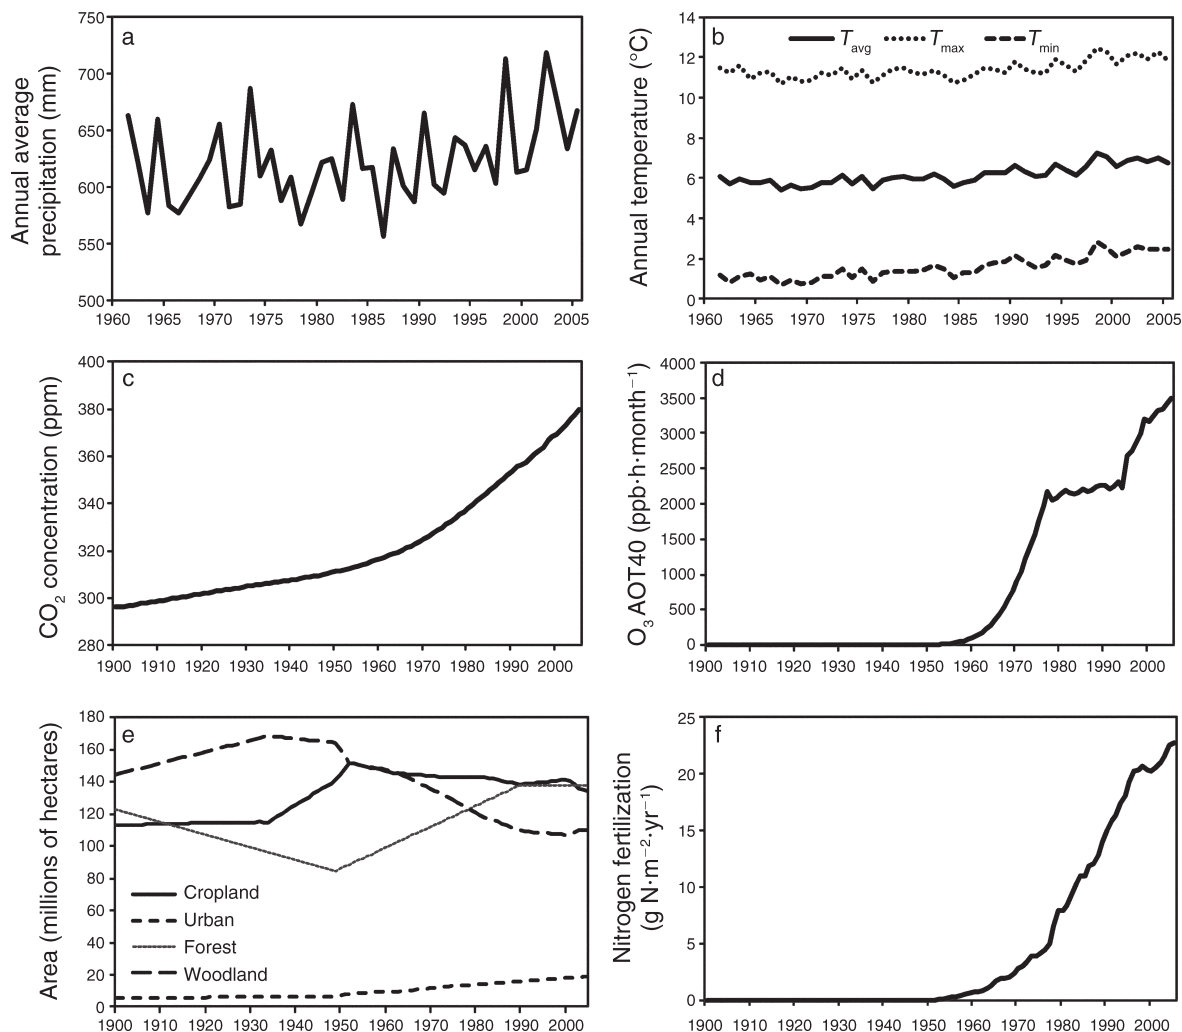 a
Annual average
precipitation (mm)
750
700
650
600
550
500
1960 1965 1970 1975 1980 1985 1990 1995 2000 2005
b
T avg T max T min
Annual temperature (°C)
14
12
10
8
6
4
2
0
1960 1965 1970 1975 1980 1985 1990 1995 2000 2005
c
CO₂ concentration (ppm)
400
380
360
340
320
300
280
1900 1910 1920 1930 1940 1950 1960 1970 1980 1990 2000
d
O₃ AOT40 (ppb·h·month⁻¹)
4000
3500
3000
2500
2000
1500
1000
500
0
1900 1910 1920 1930 1940 1950 1960 1970 1980 1990 2000
e
Area (millions of hectares)
180
160
140
120
100
80
60
40
20
0
Cropland
Urban
Forest
Woodland
1900 1910 1920 1930 1940 1950 1960 1970 1980 1990 2000
f
Nitrogen fertilization
(g N·m⁻²·yr⁻¹)
25
20
15
10
5
0
1900 1910 1920 1930 1940 1950 1960 1970 1980 1990 2000